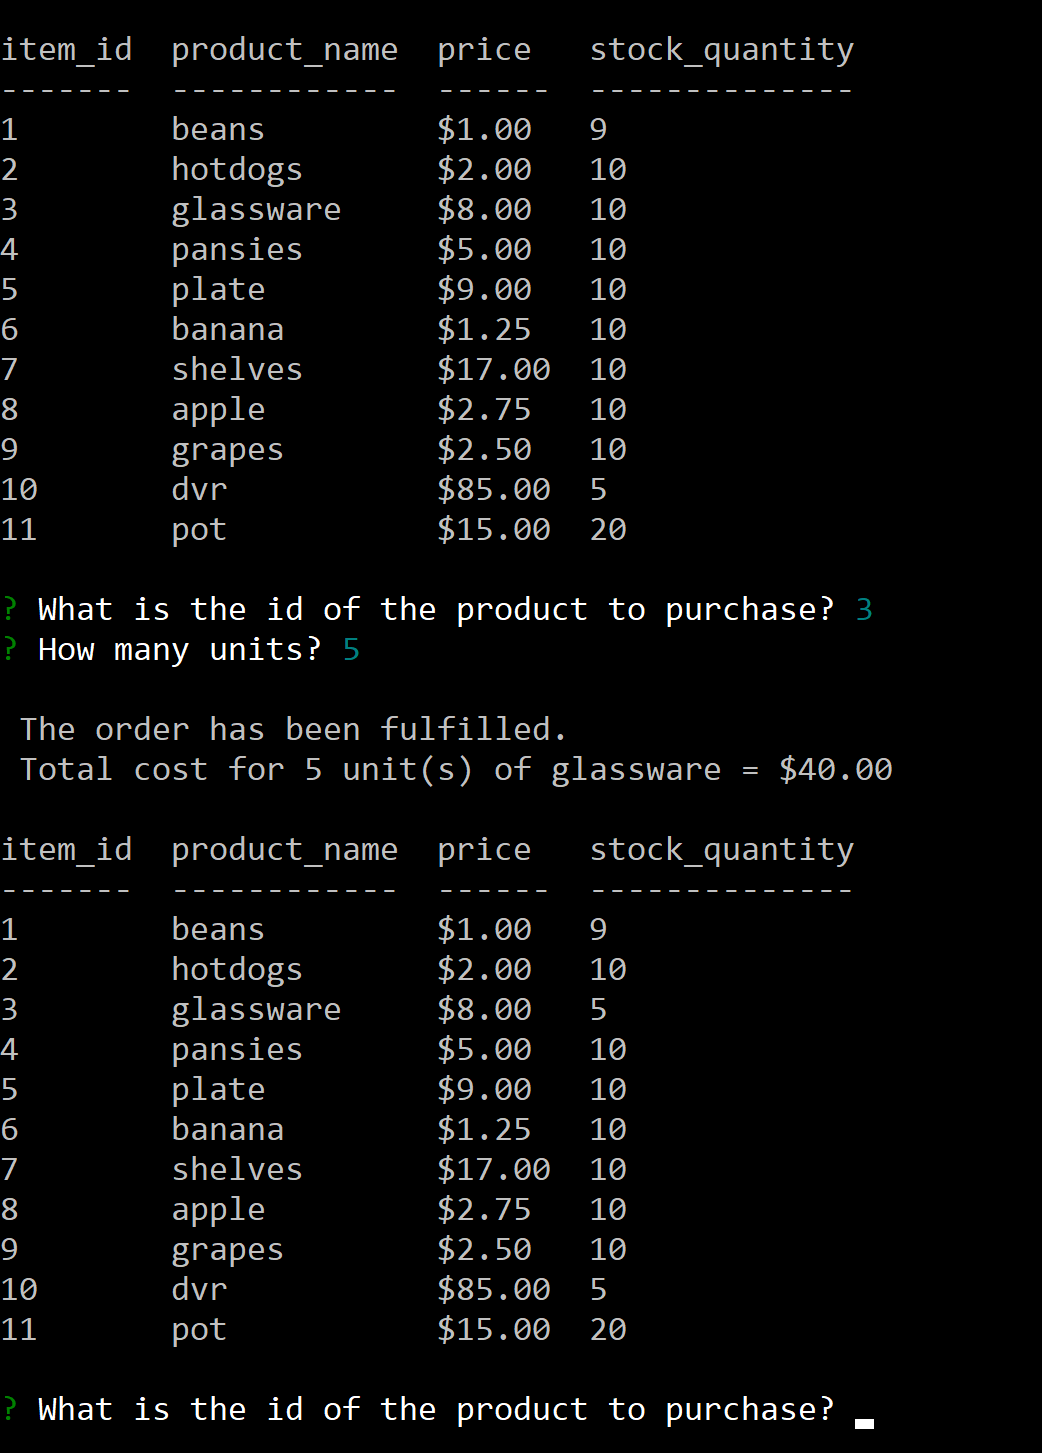 item_id  product_name  price   stock_quantity
-------  ------------  ------  --------------
1        beans         $1.00   9
2        hotdogs       $2.00   10
3        glassware     $8.00   10
4        pansies       $5.00   10
5        plate         $9.00   10
6        banana        $1.25   10
7        shelves       $17.00  10
8        apple         $2.75   10
9        grapes        $2.50   10
10       dvr           $85.00  5
11       pot           $15.00  20
? What is the id of the product to purchase? 3
? How many units? 5
The order has been fulfilled.
Total cost for 5 unit(s) of glassware = $40.00
item_id  product_name  price   stock_quantity
-------  ------------  ------  --------------
1        beans         $1.00   9
2        hotdogs       $2.00   10
3        glassware     $8.00   5
4        pansies       $5.00   10
5        plate         $9.00   10
6        banana        $1.25   10
7        shelves       $17.00  10
8        apple         $2.75   10
9        grapes        $2.50   10
10       dvr           $85.00  5
11       pot           $15.00  20
? What is the id of the product to purchase?